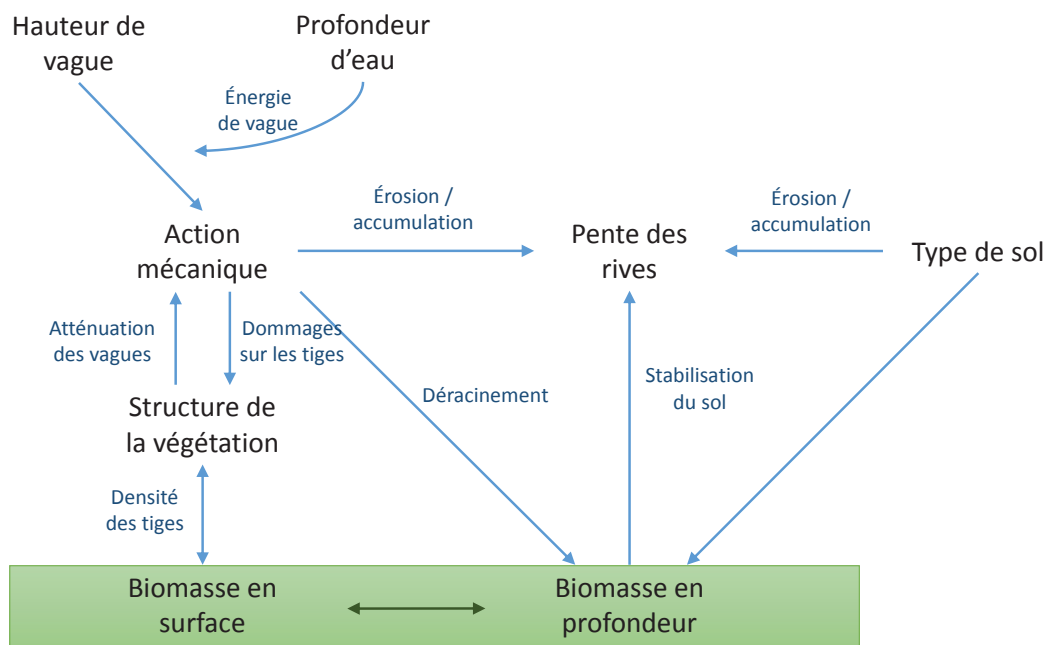 Hauteur de
vague
Profondeur
d'eau
Énergie
de vague
Érosion /
accumulation
Érosion /
accumulation
Action
mécanique
Pente des
rives
Type de sol
Atténuation
des vagues
Dommages
sur les tiges
Déracinement
Stabilisation
du sol
Structure de
la végétation
Densité
des tiges
Biomasse en
surface
Biomasse en
profondeur